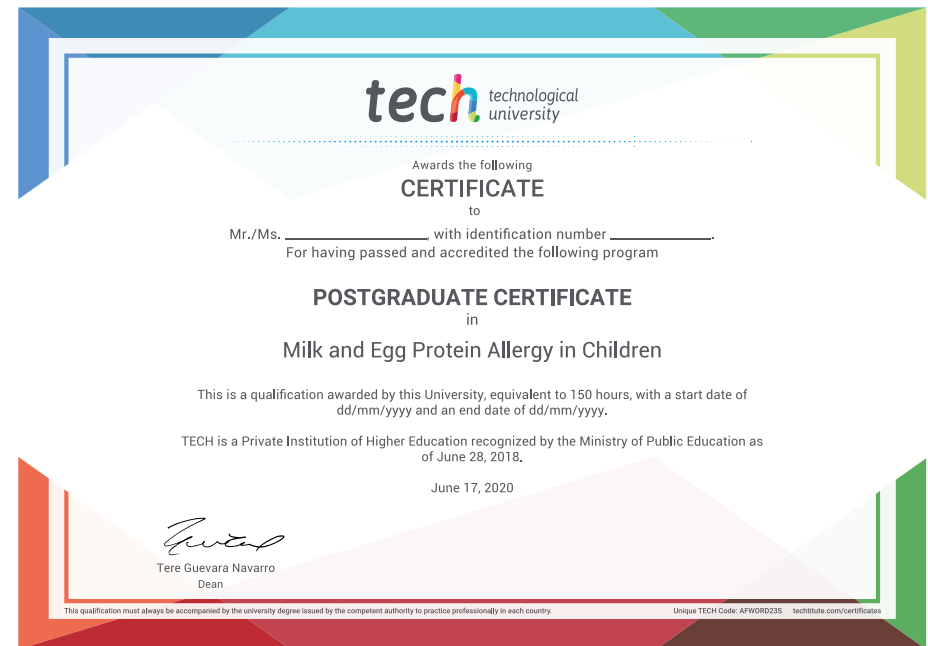 tech technological
university
Awards the following
CERTIFICATE
to
Mr./Ms. ____________________, with identification number ______________.
For having passed and accredited the following program
POSTGRADUATE CERTIFICATE
in
Milk and Egg Protein Allergy in Children
This is a qualification awarded by this University, equivalent to 150 hours, with a start date of
dd/mm/yyyy and an end date of dd/mm/yyyy.
TECH is a Private Institution of Higher Education recognized by the Ministry of Public Education as
of June 28, 2018.
June 17, 2020
Tere Guevara Navarro
Dean
This qualification must always be accompanied by the university degree issued by the competent authority to practice professionally in each country. Unique TECH Code: AFWORD23S techtitute.com/certificates